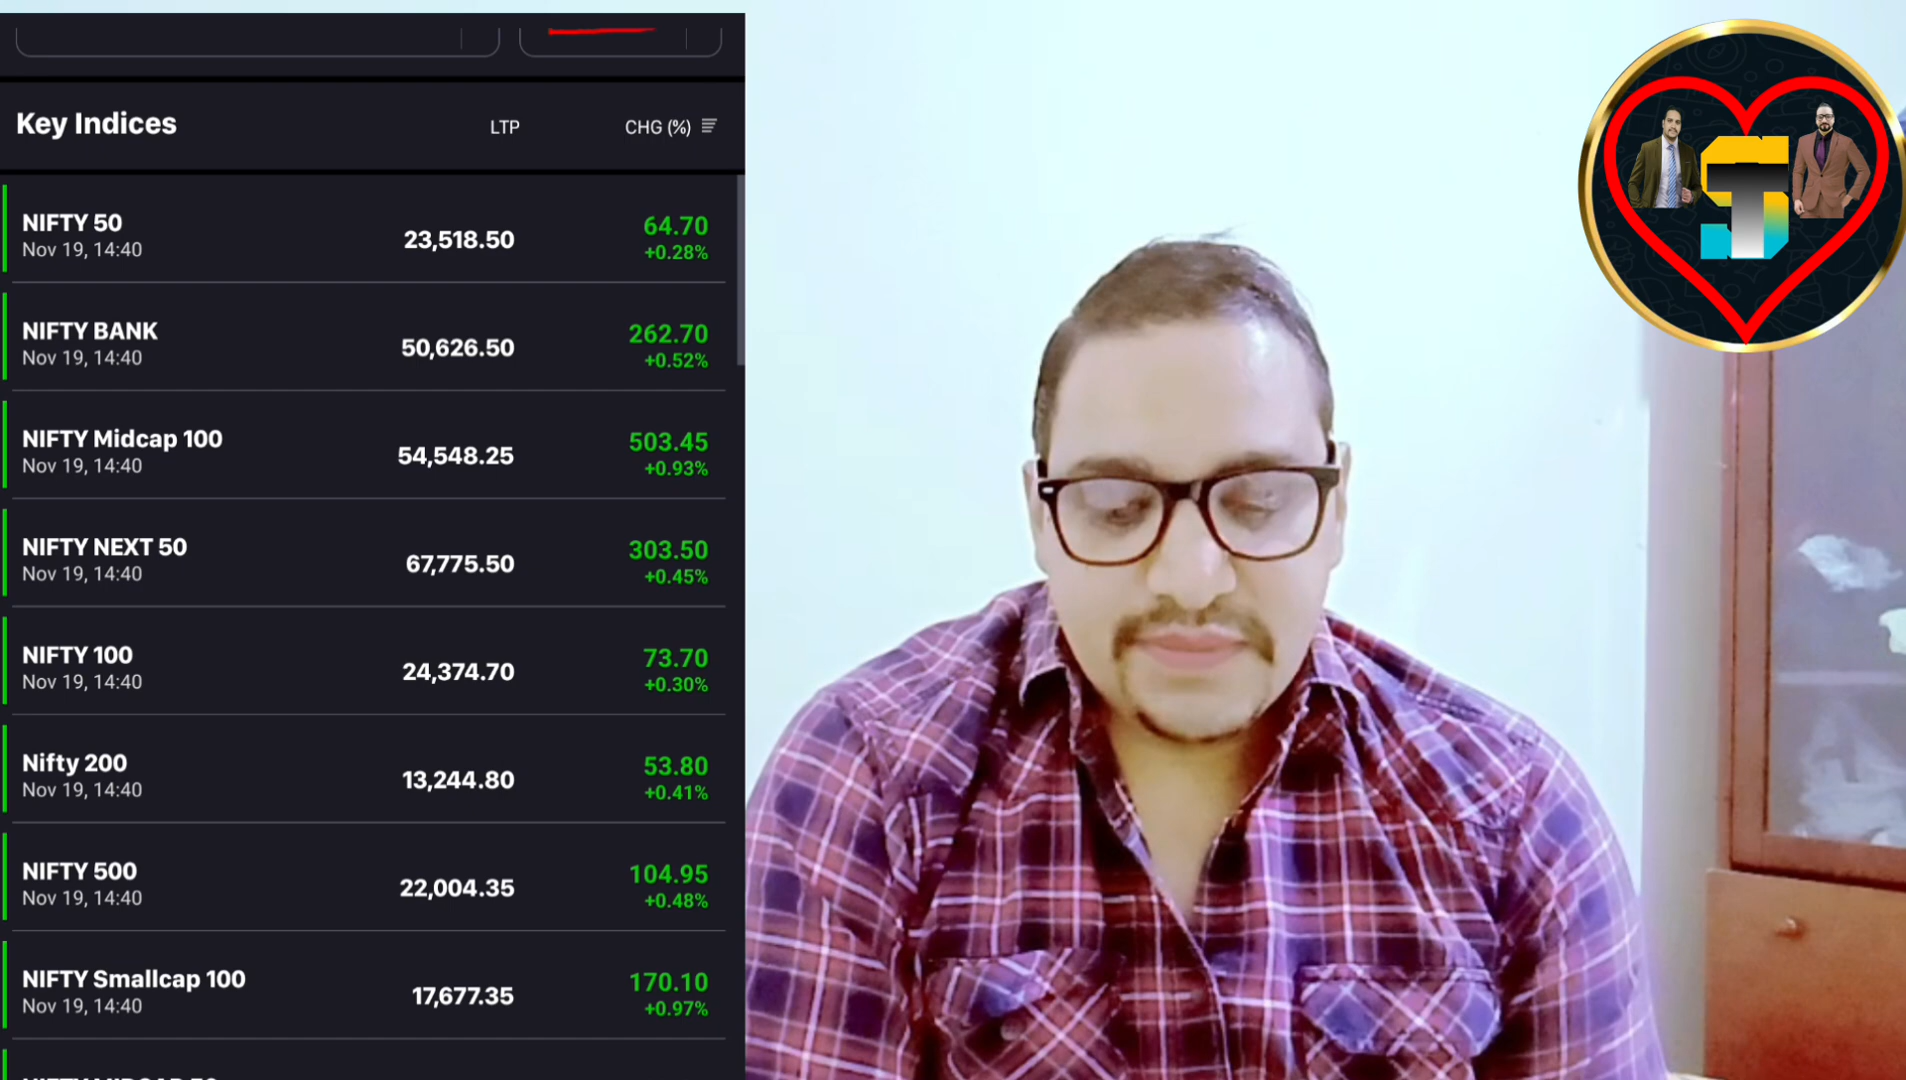 Key Indices LTP CHG (%)
NIFTY 50 23,518.50 64.70
Nov 19, 14:40 +0.28%
NIFTY BANK 50,626.50 262.70
Nov 19, 14:40 +0.52%
NIFTY Midcap 100 54,548.25 503.45
Nov 19, 14:40 +0.93%
NIFTY NEXT 50 67,775.50 303.50
Nov 19, 14:40 +0.45%
NIFTY 100 24,374.70 73.70
Nov 19, 14:40 +0.30%
Nifty 200 13,244.80 53.80
Nov 19, 14:40 +0.41%
NIFTY 500 22,004.35 104.95
Nov 19, 14:40 +0.48%
NIFTY Smallcap 100 17,677.35 170.10
Nov 19, 14:40 +0.97%